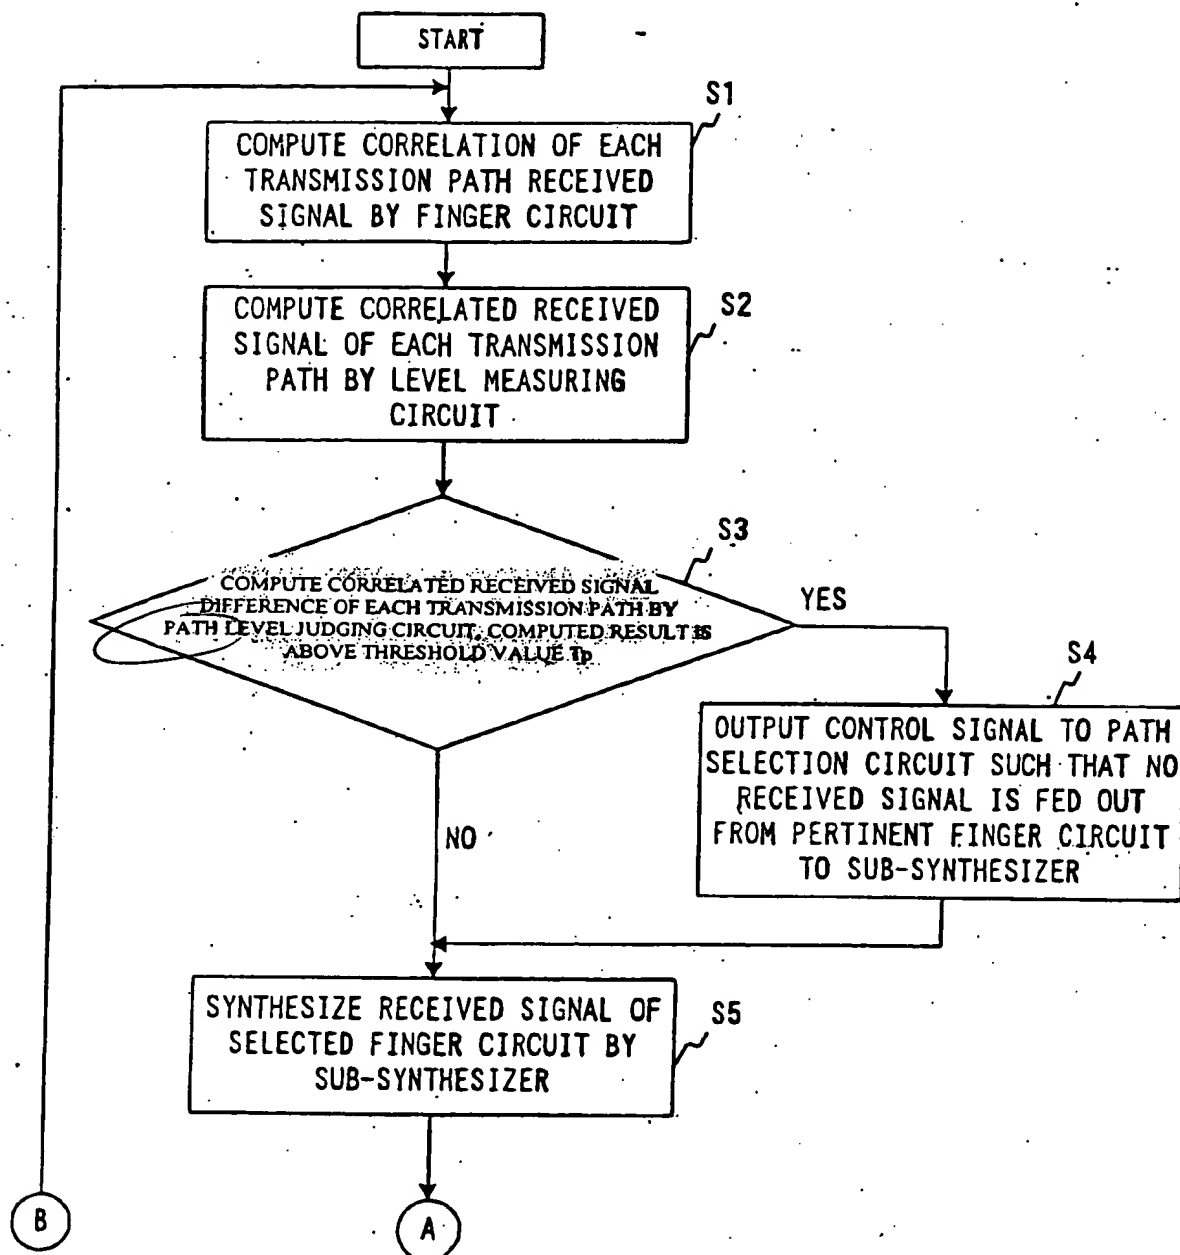 START
S1
COMPUTE CORRELATION OF EACH
TRANSMISSION PATH RECEIVED
SIGNAL BY FINGER CIRCUIT
S2
COMPUTE CORRELATED RECEIVED
SIGNAL OF EACH TRANSMISSION
PATH BY LEVEL MEASURING
CIRCUIT
S3
COMPUTE CORRELATED RECEIVED SIGNAL
DIFFERENCE OF EACH TRANSMISSION PATH BY
PATH LEVEL JUDGING CIRCUIT, COMPUTED RESULT IS
ABOVE THRESHOLD VALUE Tp
YES
S4
OUTPUT CONTROL SIGNAL TO PATH
SELECTION CIRCUIT SUCH THAT NO
RECEIVED SIGNAL IS FED OUT
FROM PERTINENT FINGER CIRCUIT
TO SUB-SYNTHESIZER
NO
S5
SYNTHESIZE RECEIVED SIGNAL OF
SELECTED FINGER CIRCUIT BY
SUB-SYNTHESIZER
B
A